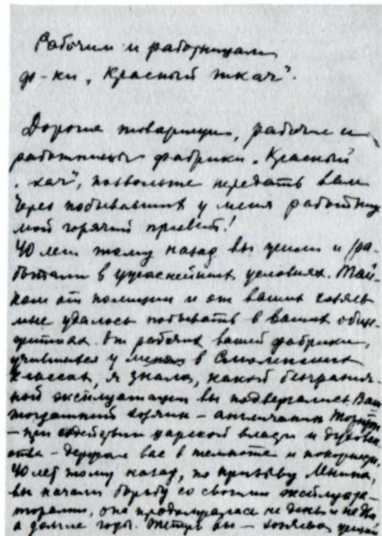 Рабочим и работницам
ф-ки „Красный ткач“.
Дорогие товарищи, рабочие и
работницы фабрики „Красный
ткач“, позвольте передать вам
через побывавших у меня работниц
мой горячий привет!
40 лет тому назад вы жили и ра-
ботали в ужаснейших условиях. Тай-
ком от полиции и от ваших хозяев
мне удалось побывать в ваших обще-
житиях. От рабочих вашей фабрики,
учившихся у меня в Смоленских
классах, я знала, какой безгранич-
ной эксплуатации вы подвергались. Ваш
тогдашний хозяин – англичанин Торнтон
– при содействии царской власти и духовен-
ства – держал вас в темноте и покорности.
40 лет тому назад, по призыву Ленина,
вы начали борьбу со своими эксплуата-
торами, она продолжалась не день и не два,
а долгие годы. Теперь вы – хозяева